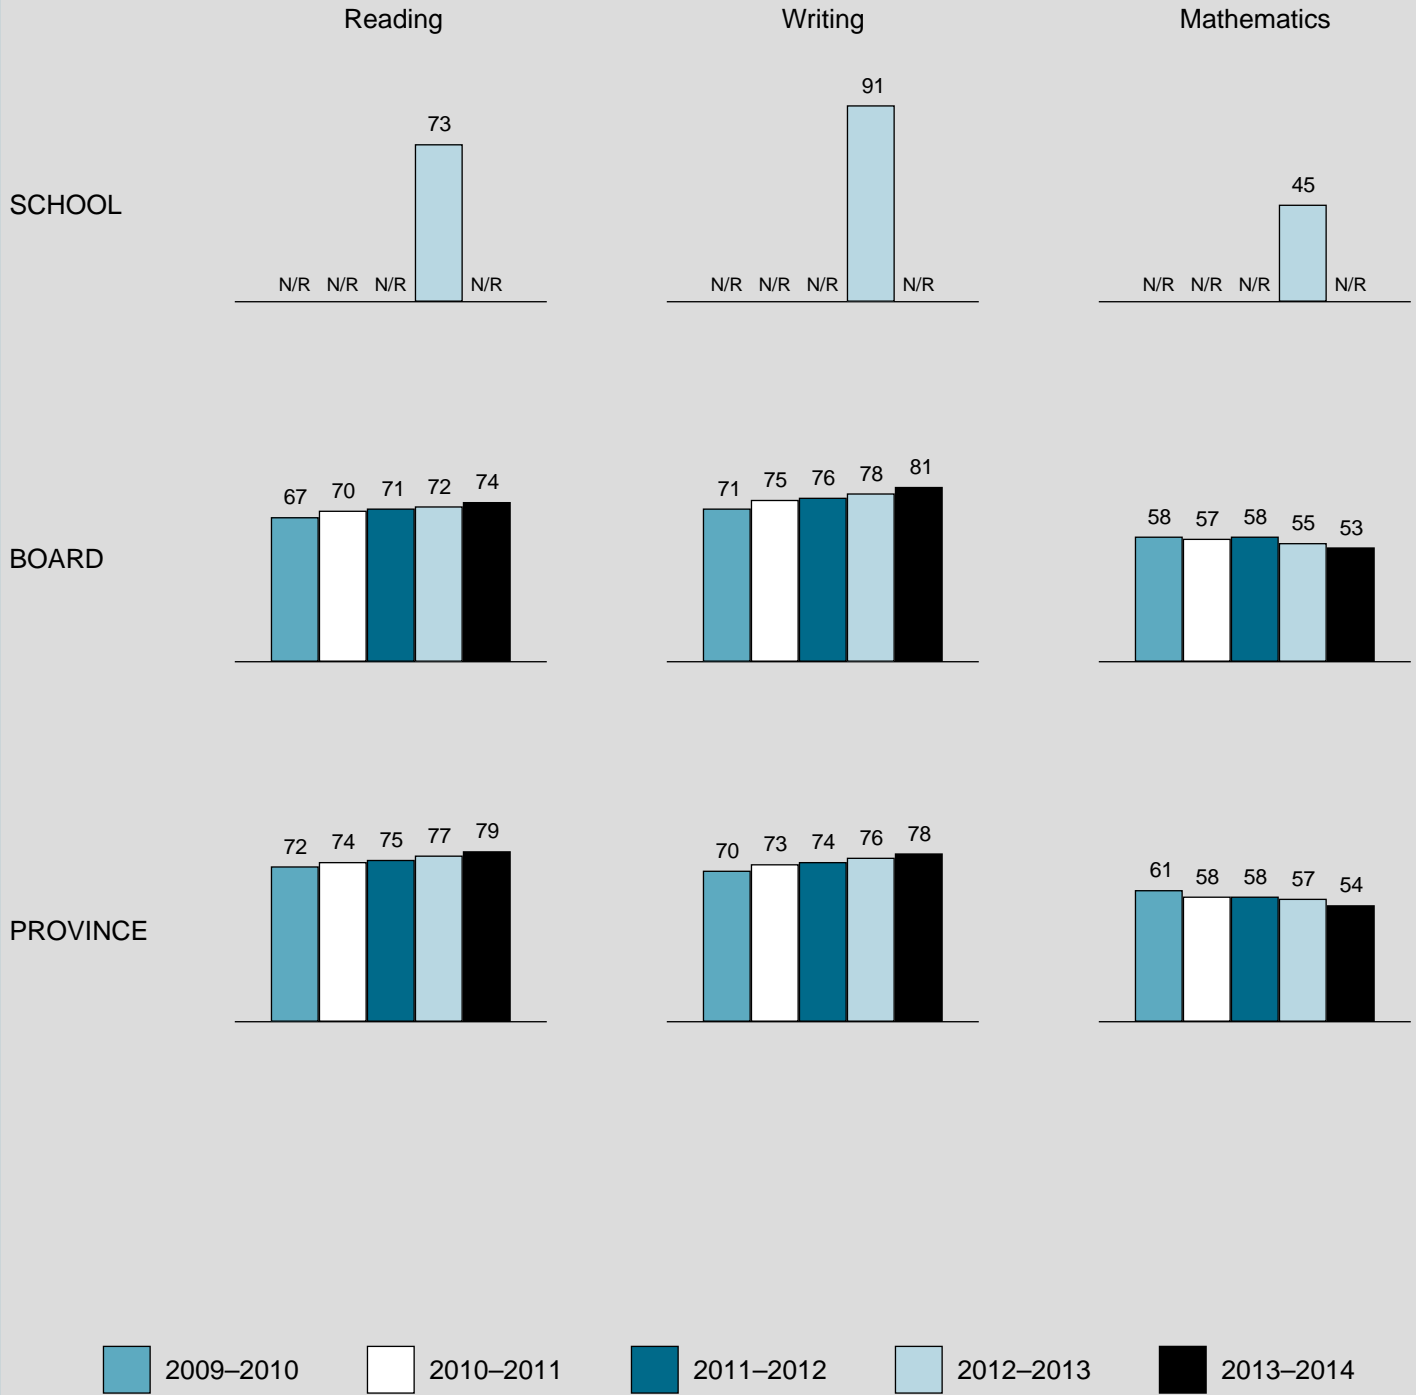 Reading Writing Mathematics
73 91 45
SCHOOL
N/R N/R N/R N/R N/R N/R N/R N/R N/R N/R N/R N/R
67 70 71 72 74 71 75 76 78 81 58 57 58 55 53
BOARD
72 74 75 77 79 70 73 74 76 78 61 58 58 57 54
PROVINCE
2009–2010 2010–2011 2011–2012 2012–2013 2013–2014